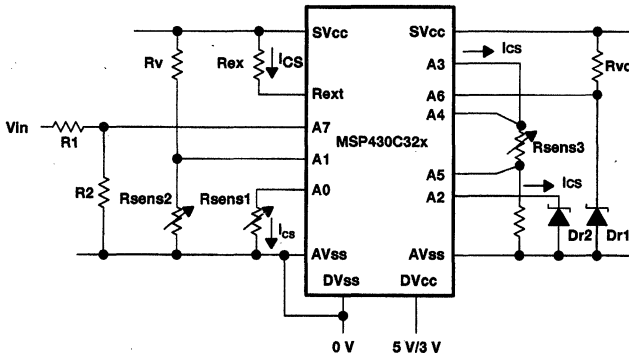 SVcc
SVcc
Rv
Rex
ICS
ICS
A3
Rvd
Rext
A6
A4
Vin
R1
A7
MSP430C32x
Rsens3
A1
R2
Rsens2
Rsens1
A0
A5
ICS
A2
Ics
Dr2
Dr1
AVss
AVss
DVss
DVcc
0 V
5 V/3 V